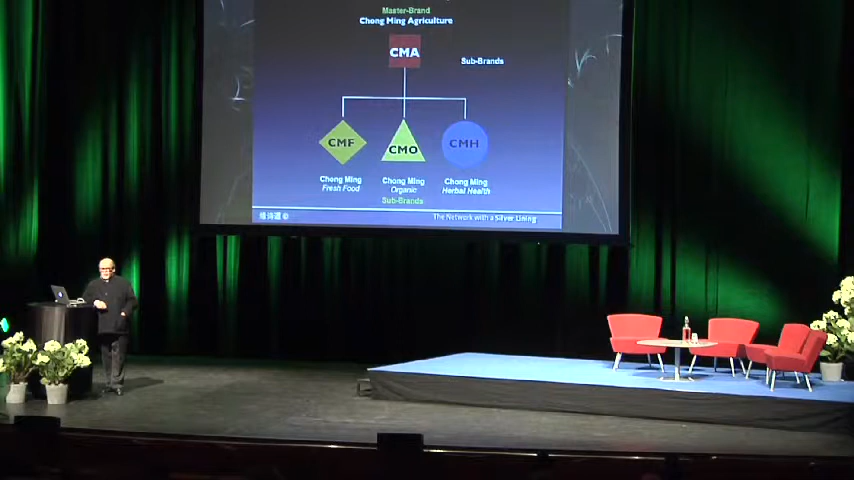 Master-Brand
Chong Ming Agriculture
CMA
Sub-Brands
CMF
CMO
CMH
Chong Ming
Fresh Food
Chong Ming
Organic
Chong Ming
Herbal Health
Sub-Brands
The Network with a Silver Lining